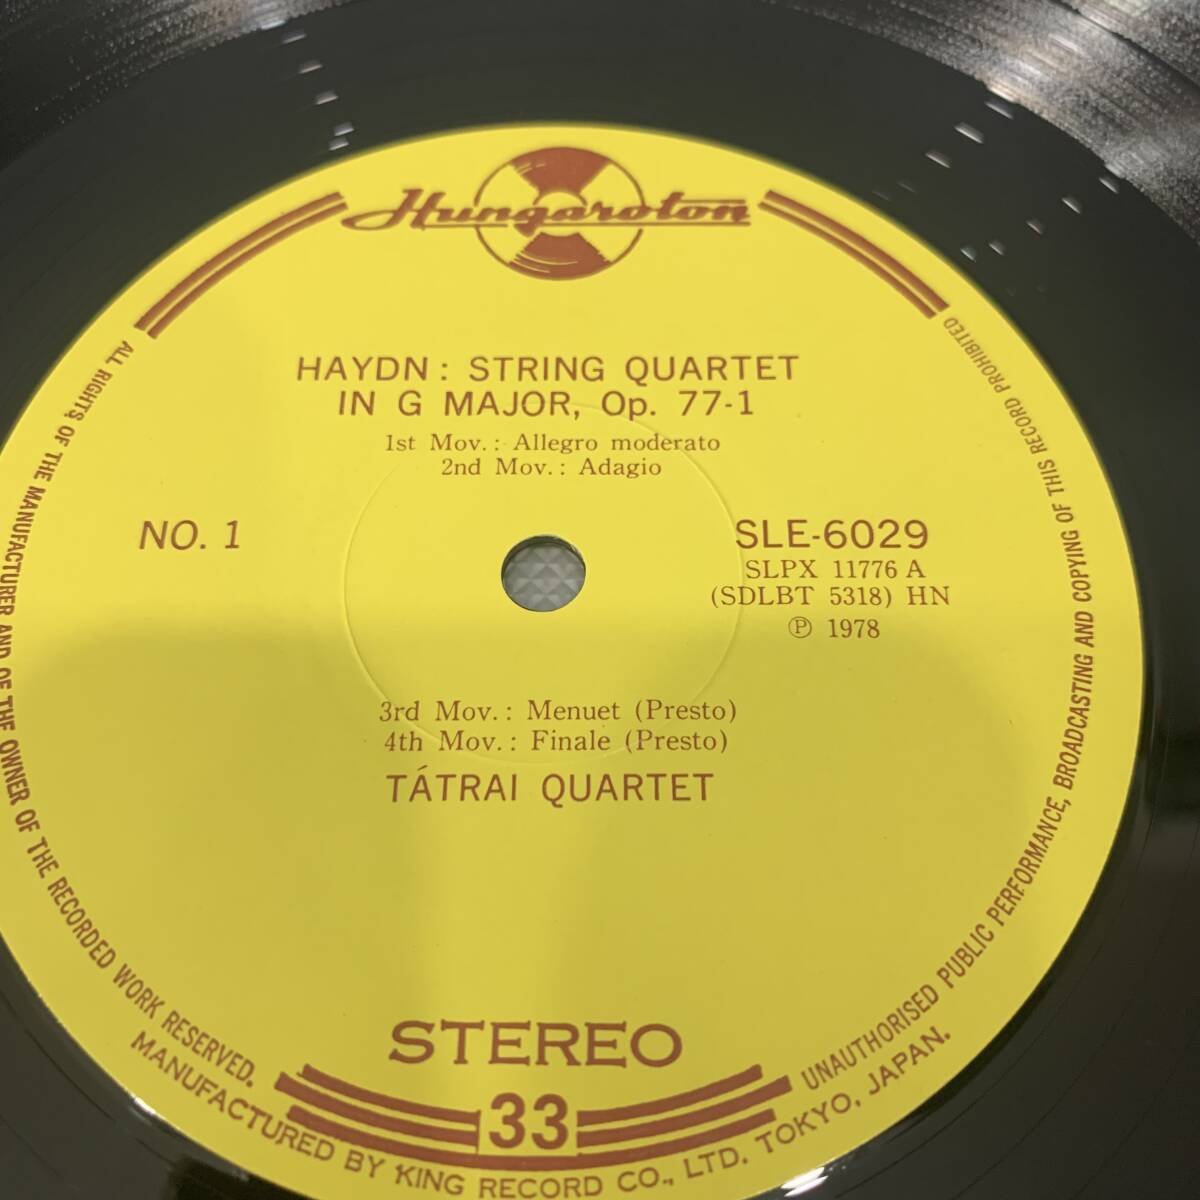 Hungaroton
HAYDN : STRING QUARTET
IN G MAJOR, Op. 77-1
1st Mov. : Allegro moderato
2nd Mov. : Adagio
NO. 1
SLE-6029
SLPX 11776 A
(SDLBT 5318) HN
Ⓟ 1978
3rd Mov. : Menuet (Presto)
4th Mov. : Finale (Presto)
TÁTRAI QUARTET
STEREO
33
ALL RIGHTS OF THE MANUFACTURER AND OF THE OWNER OF THE RECORDED WORK RESERVED.
UNAUTHORISED PUBLIC PERFORMANCE, BROADCASTING AND COPYING OF THIS RECORD PROHIBITED
MANUFACTURED BY KING RECORD CO., LTD. TOKYO, JAPAN.